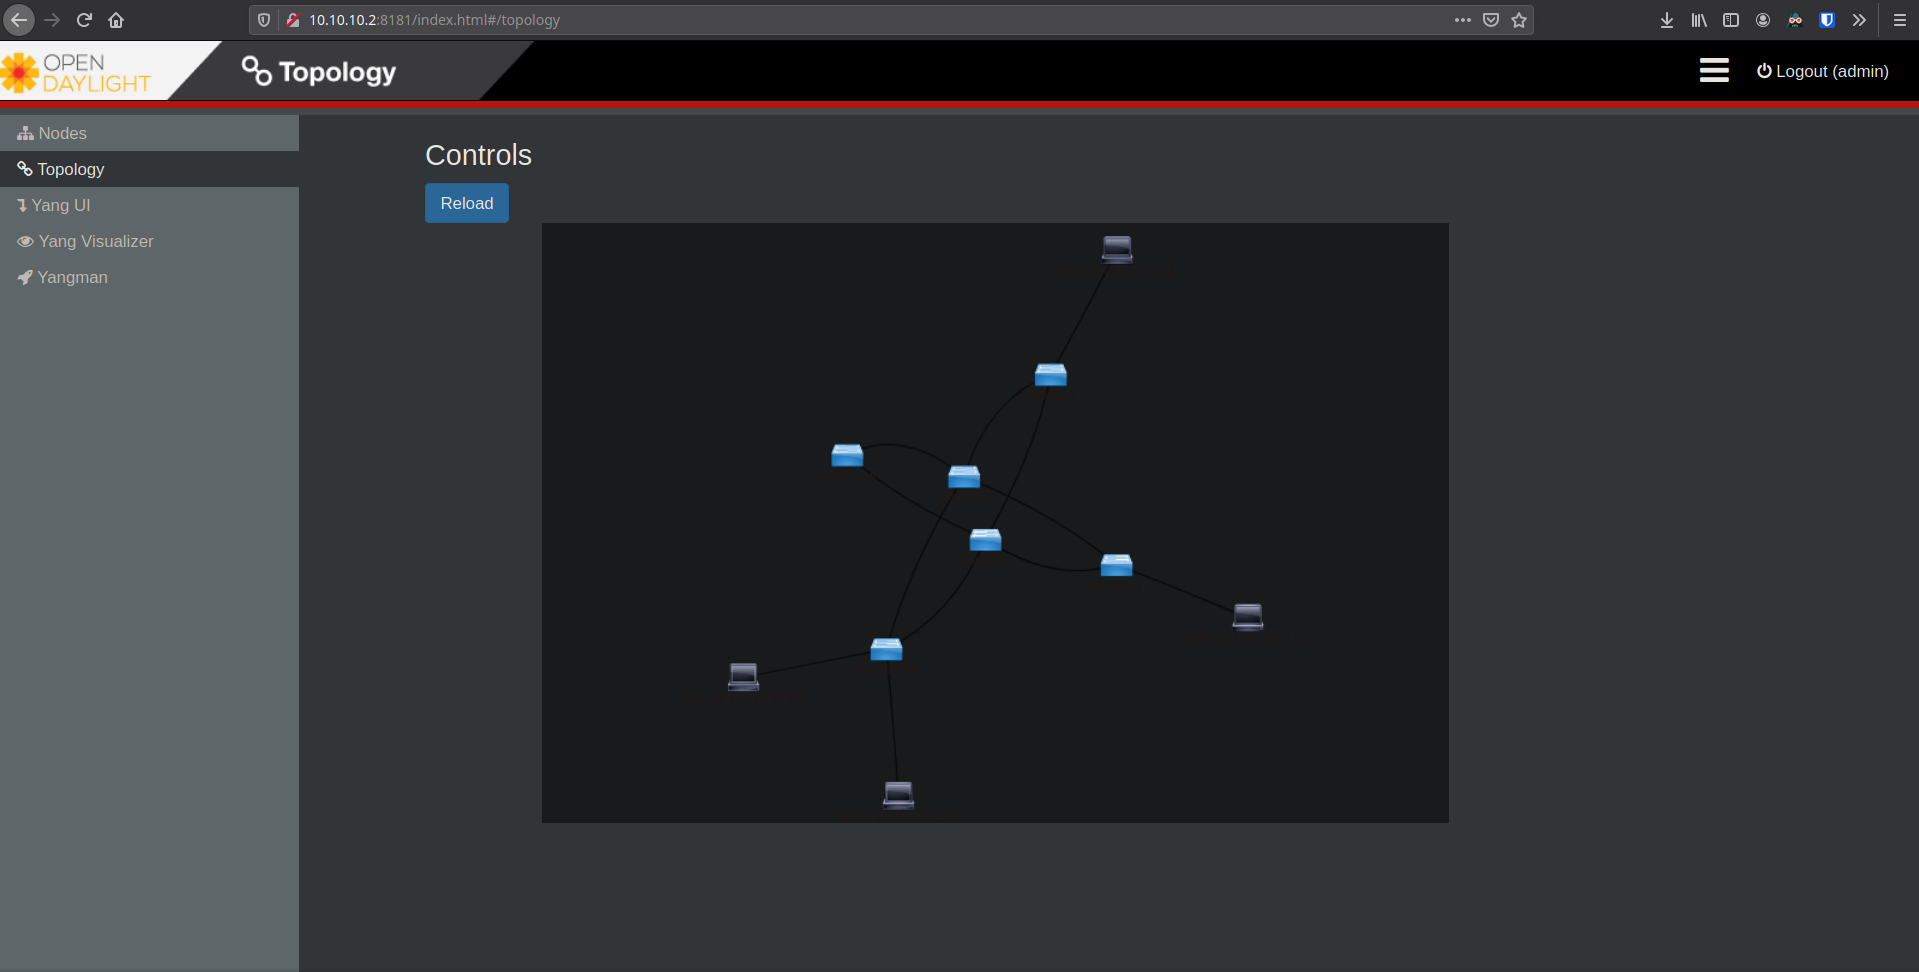 10.10.10.2:8181/index.html#/topology
OPEN
DAYLIGHT
Topology
Logout (admin)
Nodes
Topology
Yang UI
Yang Visualizer
Yangman
Controls
Reload